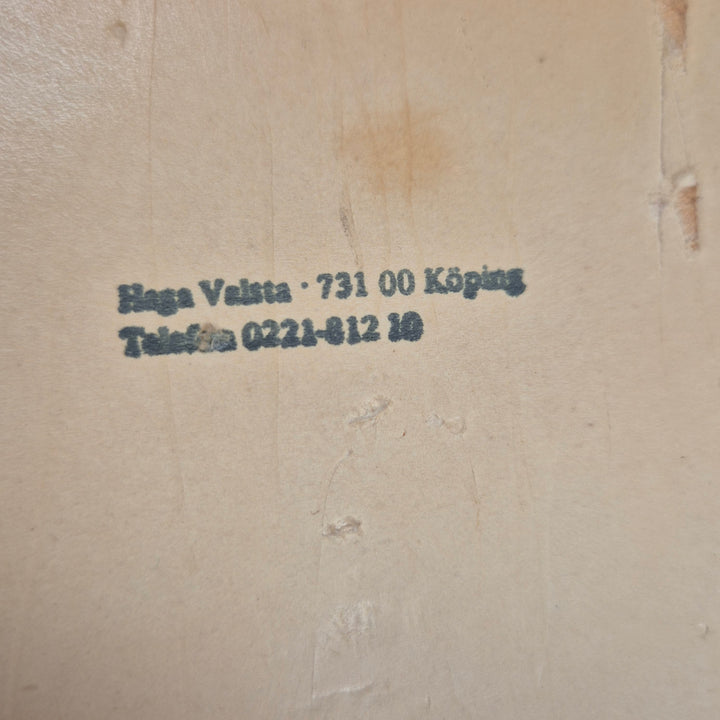 Haga Valsta · 731 00 Köping
Telefon 0221-812 10